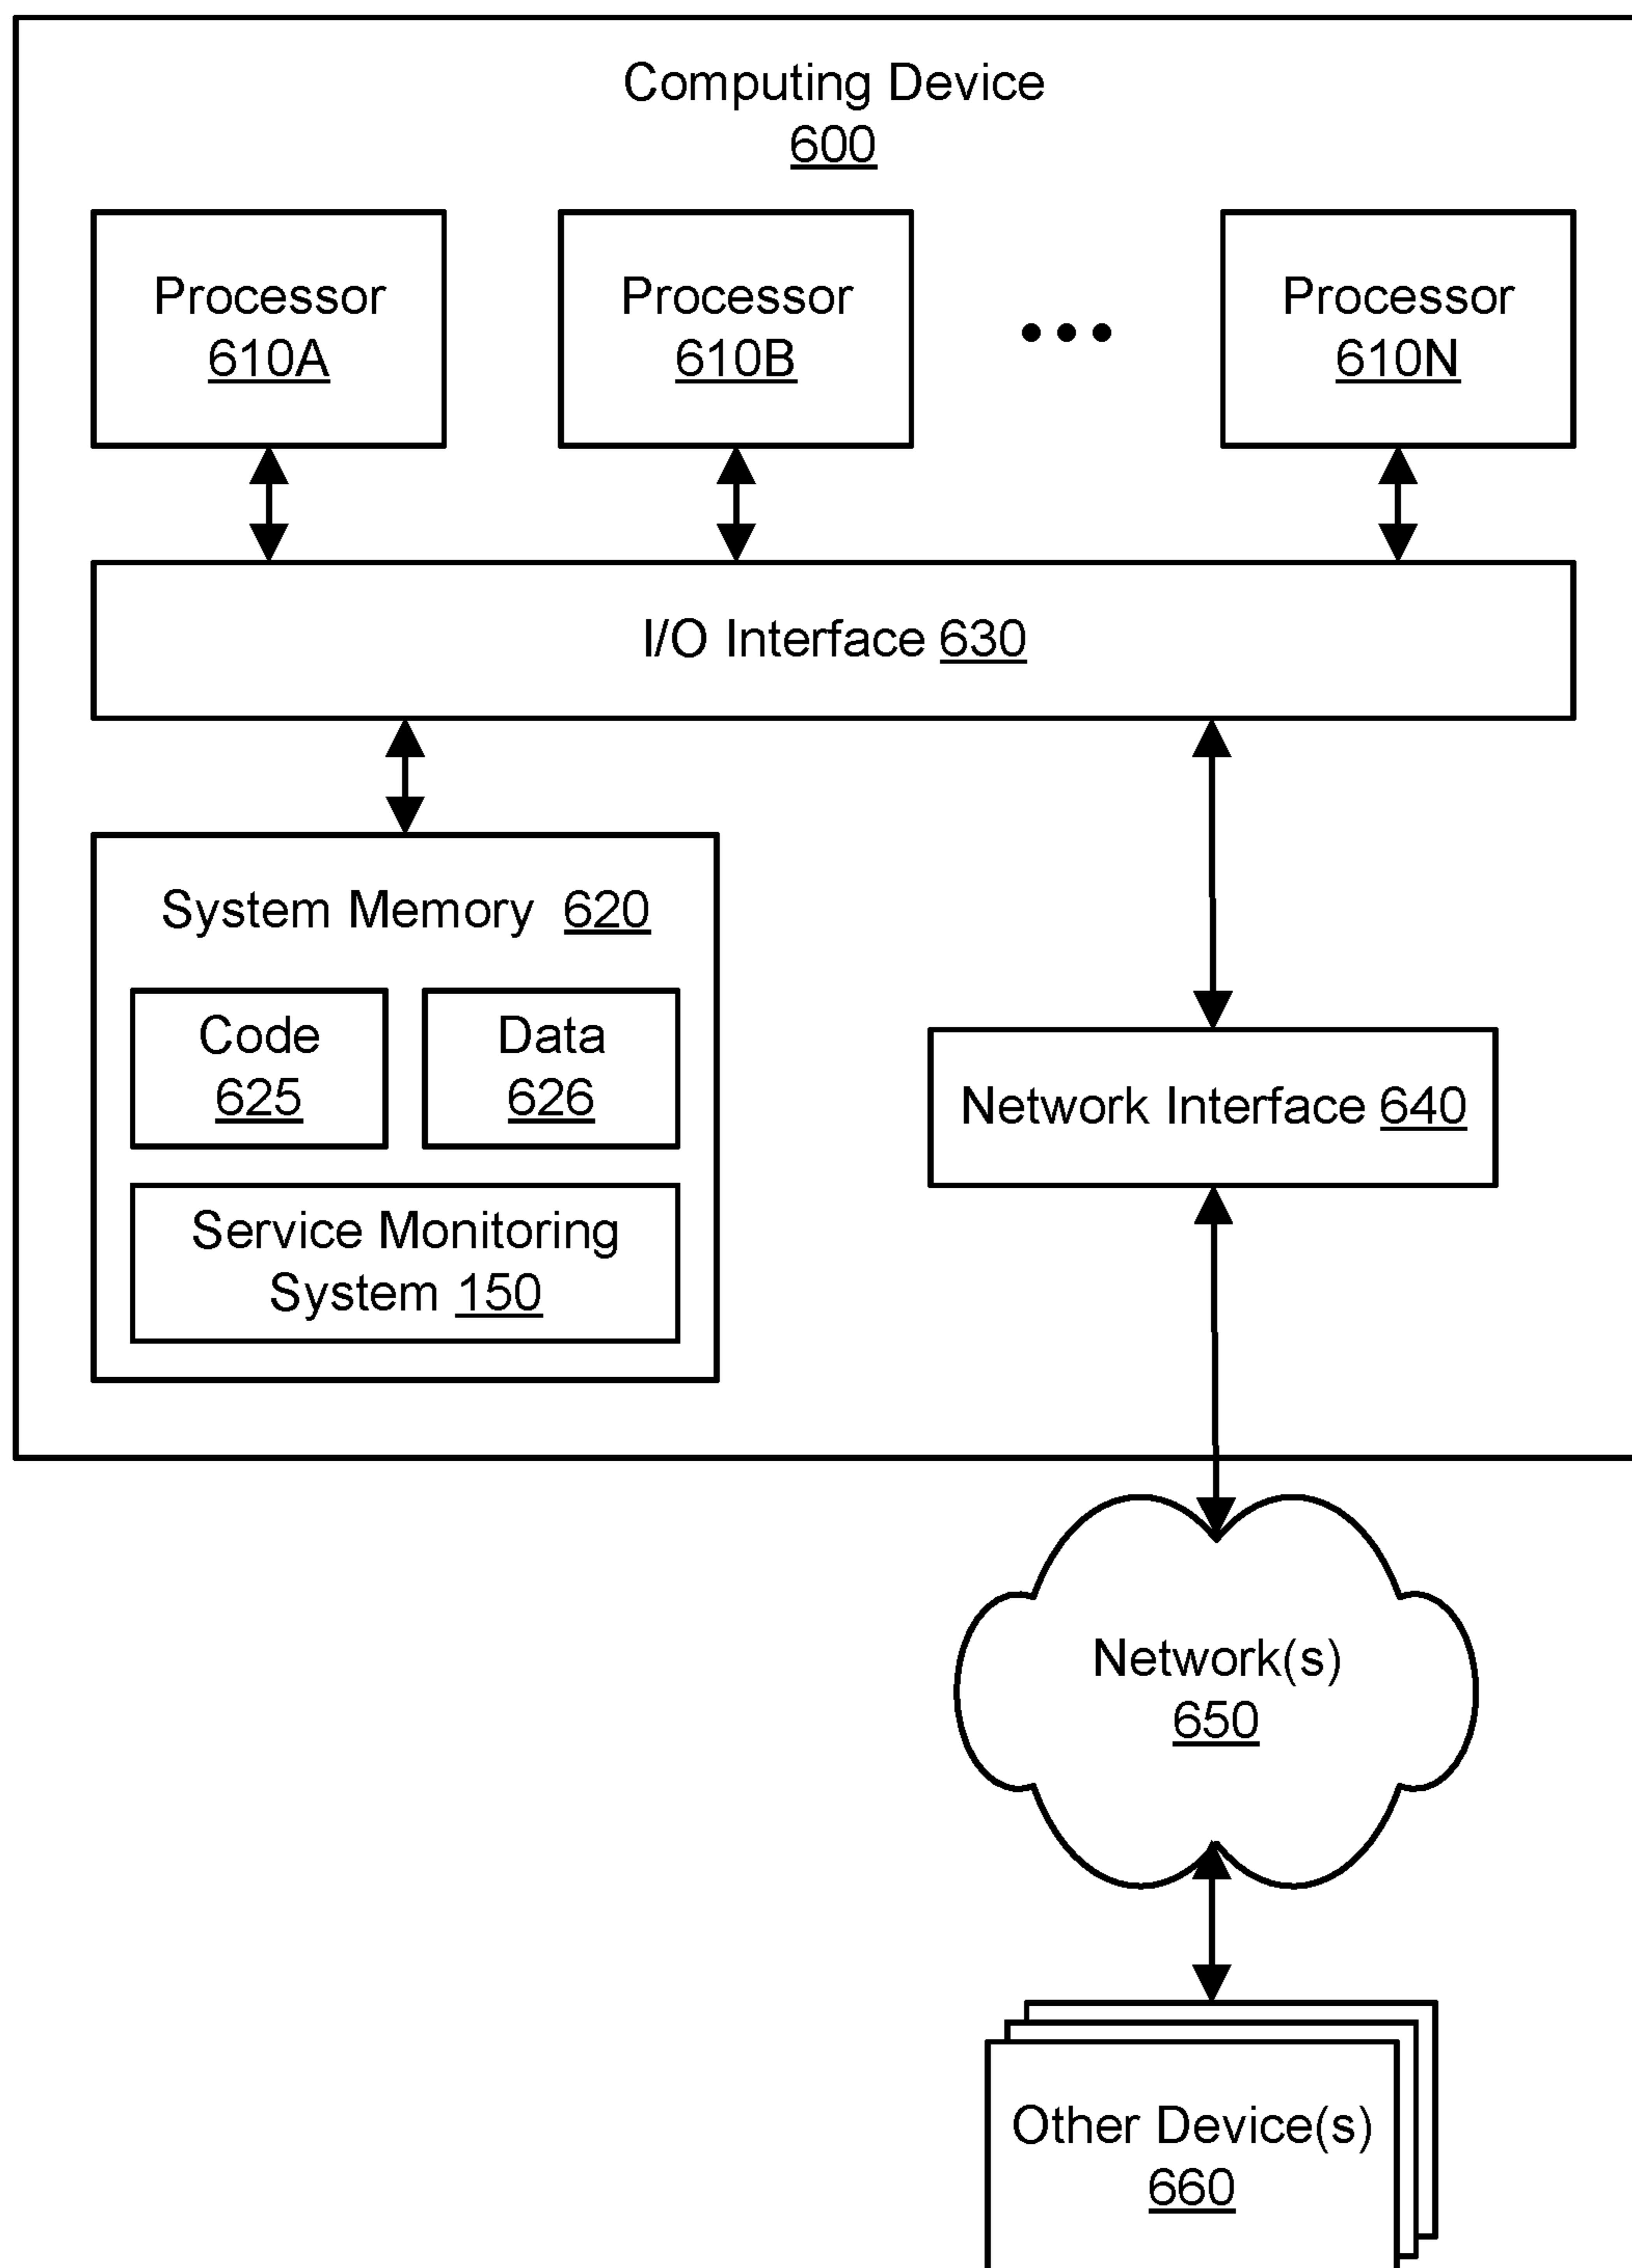 Computing Device
600
Processor
610A
Processor
610B
Processor
610N
I/O Interface 630
System Memory 620
Code
625
Data
626
Service Monitoring
System 150
Network Interface 640
Network(s)
650
Other Device(s)
660